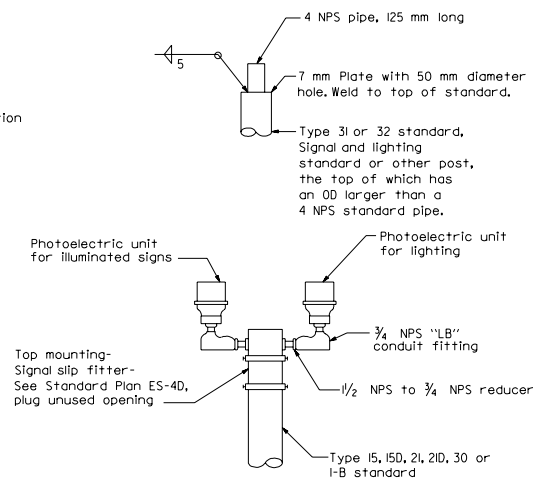 4 NPS pipe, 125 mm long
5
7 mm Plate with 50 mm diameter
hole. Weld to top of standard.
tion
Type 31 or 32 standard,
Signal and lighting
standard or other post,
the top of which has
an OD larger than a
4 NPS standard pipe.
Photoelectric unit
for illuminated signs
Photoelectric unit
for lighting
3/4 NPS "LB"
conduit fitting
Top mounting-
Signal slip fitter-
See Standard Plan ES-4D,
plug unused opening
1 1/2 NPS to 3/4 NPS reducer
Type 15, 15D, 21, 21D, 30 or
1-B standard